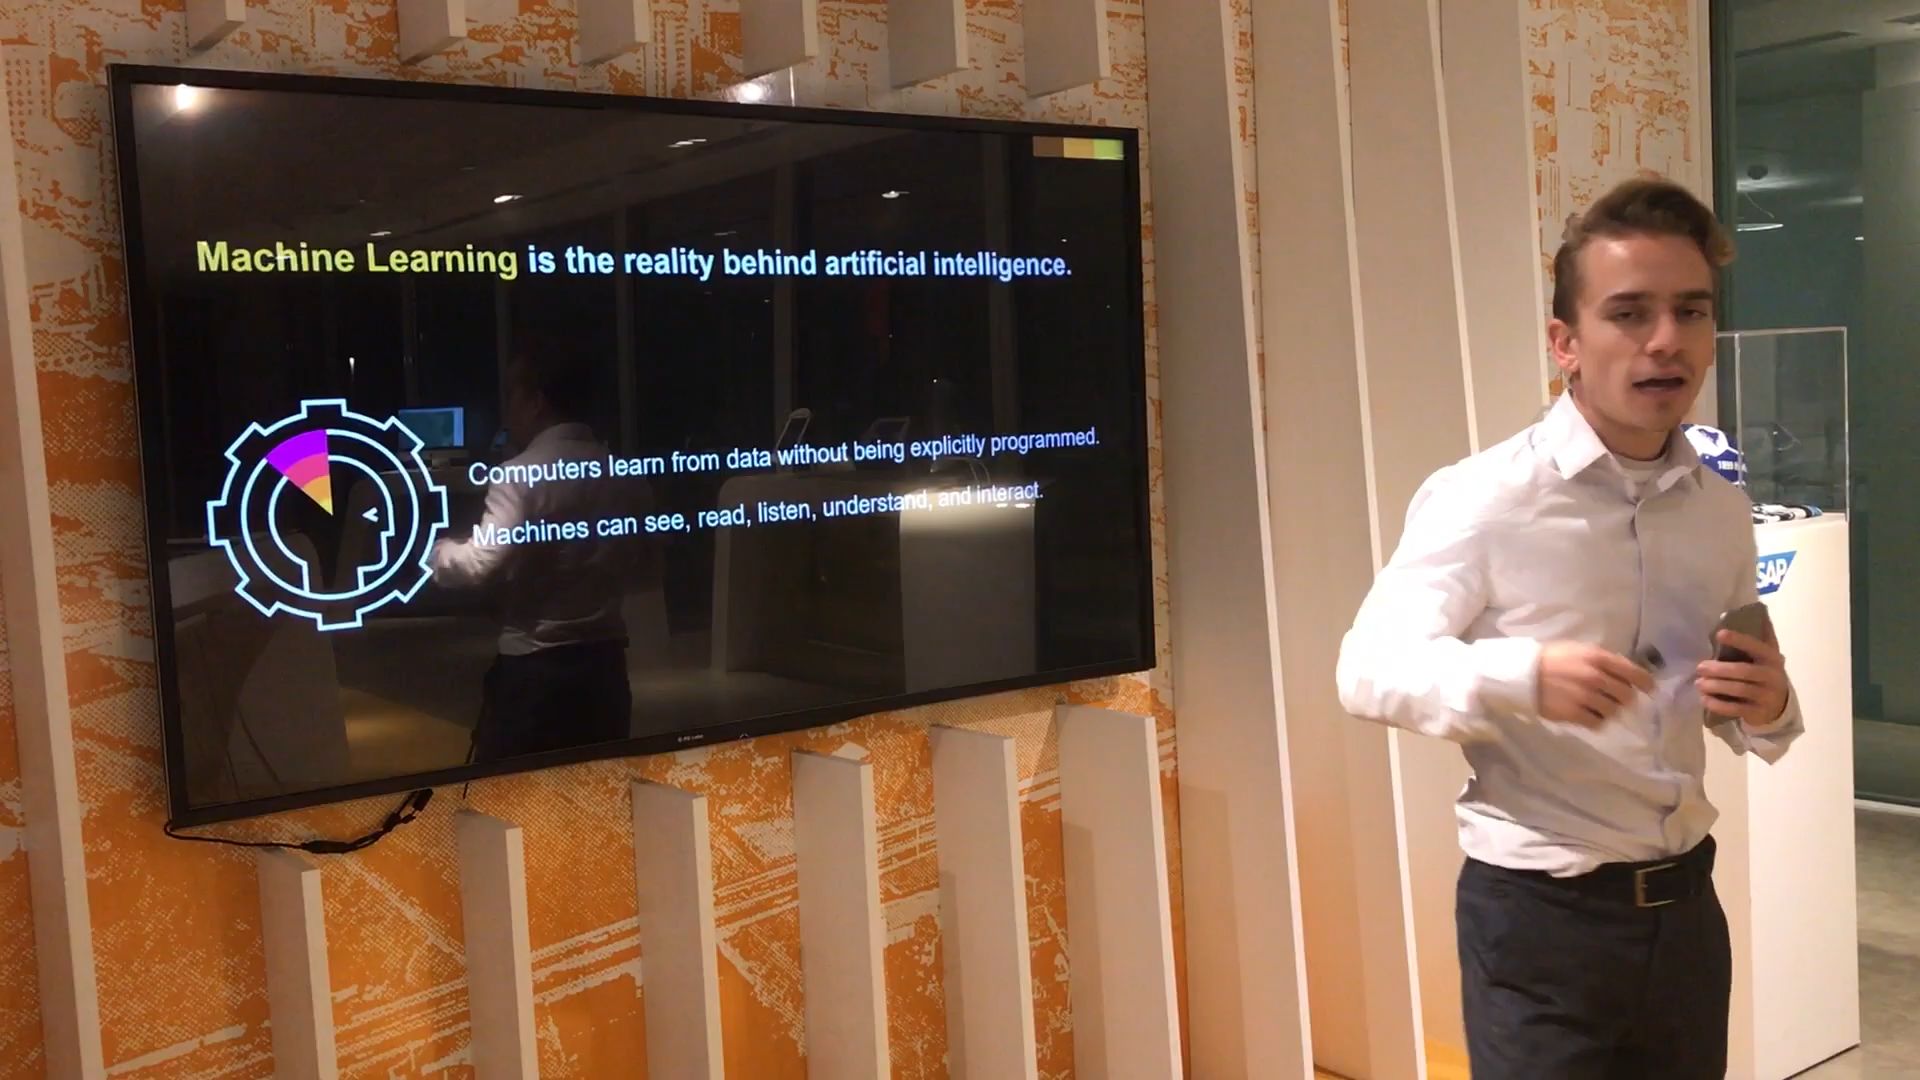 Machine Learning is the reality behind artificial intelligence.
Computers learn from data without being explicitly programmed.
Machines can see, read, listen, understand, and interact.
SAP